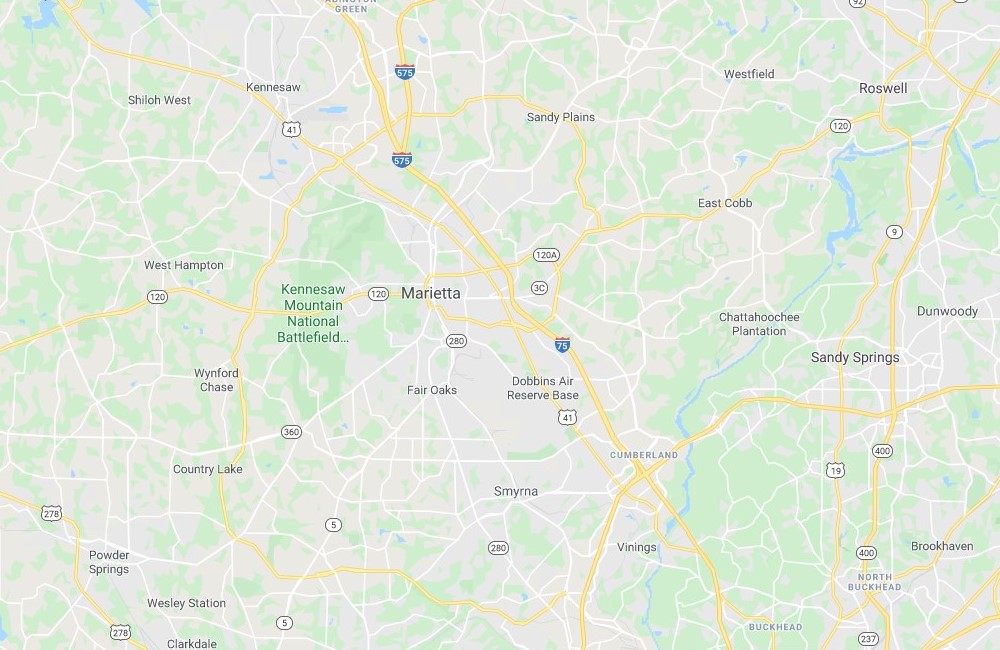 ABINGTON
GREEN
92
575
Westfield
Kennesaw
Roswell
Shiloh West
Sandy Plains
41
120
575
East Cobb
9
120A
West Hampton
3C
Kennesaw
Mountain
National
Battlefield...
120
120
Marietta
Dunwoody
Chattahoochee
Plantation
280
75
Sandy Springs
Wynford
Chase
Dobbins Air
Reserve Base
Fair Oaks
41
360
400
CUMBERLAND
Country Lake
19
Smyrna
278
5
280
Vinings
Brookhaven
400
Powder
Springs
NORTH
BUCKHEAD
Wesley Station
5
BUCKHEAD
278
237
Clarkdale